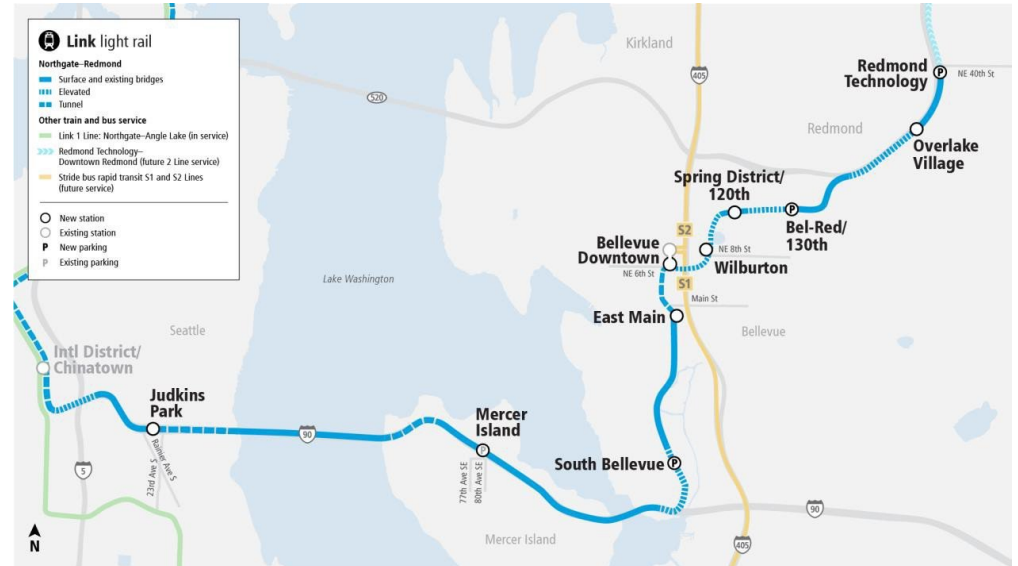 Link light rail
Northgate–Redmond
Surface and existing bridges
Elevated
Tunnel
Other train and bus service
Link 1 Line: Northgate–Angle Lake (in service)
Redmond Technology–
Downtown Redmond (future 2 Line service)
Stride bus rapid transit S1 and S2 Lines
(future service)
New station
Existing station
P New parking
P Existing parking
Kirkland
405
520
Redmond
Technology
P
NE 40th St
Redmond
Overlake
Village
Spring District/
120th
P
Bel-Red/
130th
S2
Bellevue
Downtown
NE 8th St
Wilburton
NE 6th St
S1
Main St
East Main
Bellevue
Lake Washington
Seattle
Intl District/
Chinatown
Judkins
Park
90
Mercer
Island
P
South Bellevue
P
Rainier Ave S
23rd Ave S
77th Ave SE
80th Ave SE
5
90
Mercer Island
405
N